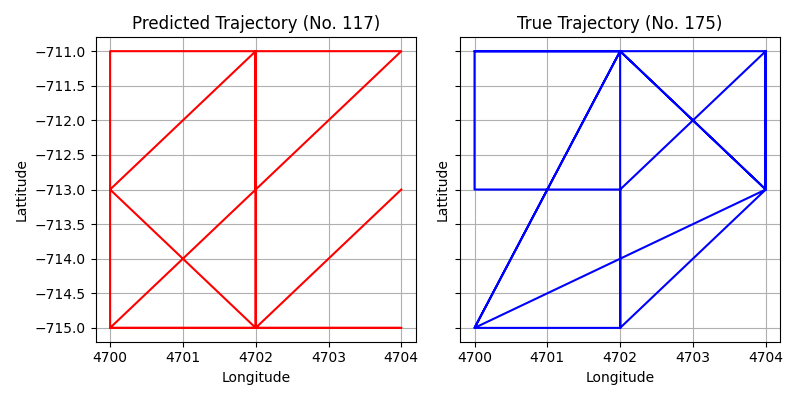 Predicted Trajectory (No. 117)
True Trajectory (No. 175)
−711.0
−711.5
−712.0
−712.5
−713.0
−713.5
−714.0
−714.5
−715.0
Lattitude
Lattitude
4700 4701 4702 4703 4704
4700 4701 4702 4703 4704
Longitude
Longitude